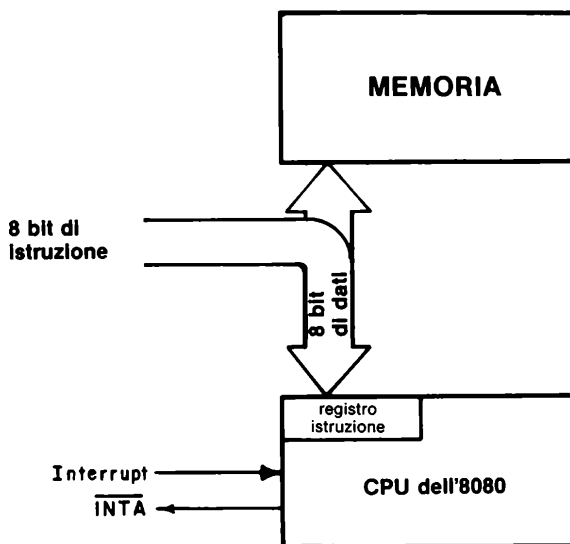 MEMORIA
8 bit di
istruzione
8 bit
di dati
registro
istruzione
Interrupt
INTA
CPU dell'8080